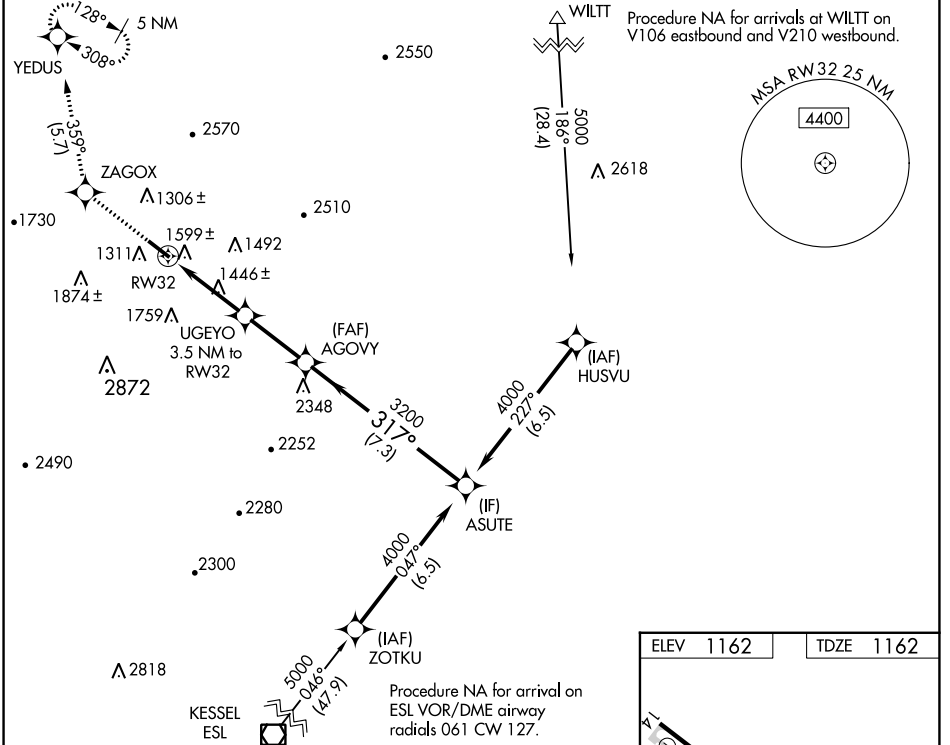 128°
5 NM
308°
YEDUS
359°
(5.7)
ZAGOX
2550
2570
1306±
2510
1730
1599±
1311
1492
RW32
1446±
1874±
1759
UGEYO
3.5 NM to
RW32
(FAF)
AGOVY
2872
2348
WILTT
Procedure NA for arrivals at WILTT on
V106 eastbound and V210 westbound.
5000
186°
(28.4)
2618
MSA RW32 25 NM
4400
(IAF)
HUSVU
4000
227°
(6.5)
3200
317°
(7.3)
2252
2490
(IF)
ASUTE
2280
2300
4000
047°
(6.5)
(IAF)
ZOTKU
2818
5000
046°
(47.9)
KESSEL
ESL
Procedure NA for arrival on
ESL VOR/DME airway
radials 061 CW 127.
ELEV 1162
TDZE 1162
14